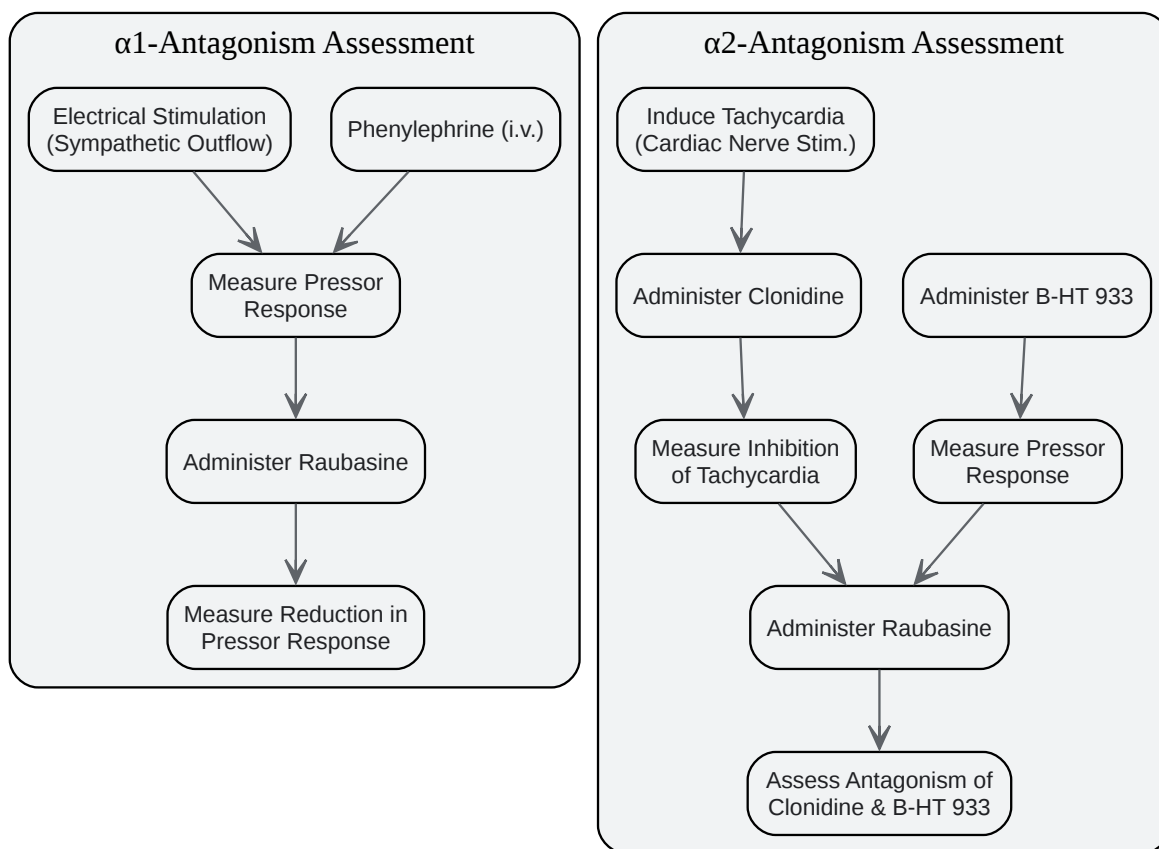 α1-Antagonism Assessment
Electrical Stimulation
(Sympathetic Outflow)
Phenylephrine (i.v.)
Measure Pressor
Response
Administer Raubasine
Measure Reduction in
Pressor Response
α2-Antagonism Assessment
Induce Tachycardia
(Cardiac Nerve Stim.)
Administer Clonidine
Administer B-HT 933
Measure Inhibition
of Tachycardia
Measure Pressor
Response
Administer Raubasine
Assess Antagonism of
Clonidine & B-HT 933